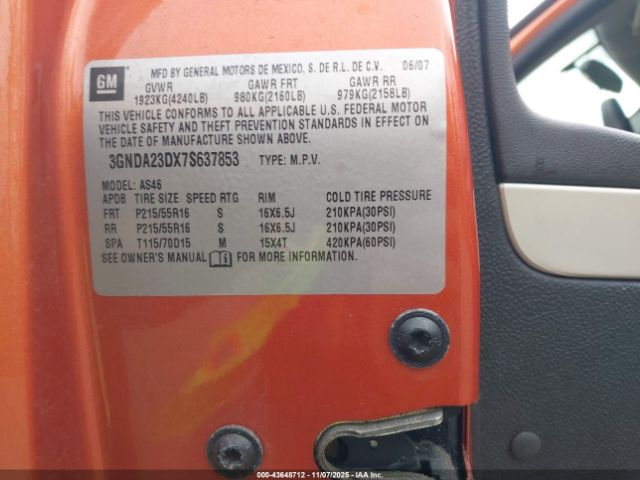 GM
MFD BY GENERAL MOTORS DE MEXICO, S. DE R.L. DE C.V. 06/07
GVWR GAWR FRT GAWR RR
1923KG(4240LB) 980KG(2160LB) 979KG(2158LB)
THIS VEHICLE CONFORMS TO ALL APPLICABLE U.S. FEDERAL MOTOR
VEHICLE SAFETY AND THEFT PREVENTION STANDARDS IN EFFECT ON
THE DATE OF MANUFACTURE SHOWN ABOVE.
3GNDA23DX7S637853 TYPE: M.P.V.
MODEL: AS46
APDB TIRE SIZE SPEED RTG RIM COLD TIRE PRESSURE
FRT P215/55R16 S 16X6.5J 210KPA(30PSI)
RR P215/55R16 S 16X6.5J 210KPA(30PSI)
SPA T115/70D15 M 15X4T 420KPA(60PSI)
SEE OWNER'S MANUAL FOR MORE INFORMATION.
© IAA - 43648712 - 11/07/2025 - IAAI.COM